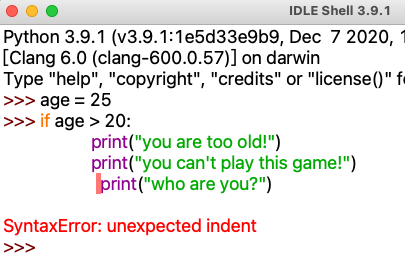 IDLE Shell 3.9.1
Python 3.9.1 (v3.9.1:1e5d33e9b9, Dec  7 2020, 1
[Clang 6.0 (clang-600.0.57)] on darwin
Type "help", "copyright", "credits" or "license()" f
>>> age = 25
>>> if age > 20:
        print("you are too old!")
        print("you can't play this game!")
         print("who are you?")
SyntaxError: unexpected indent
>>>